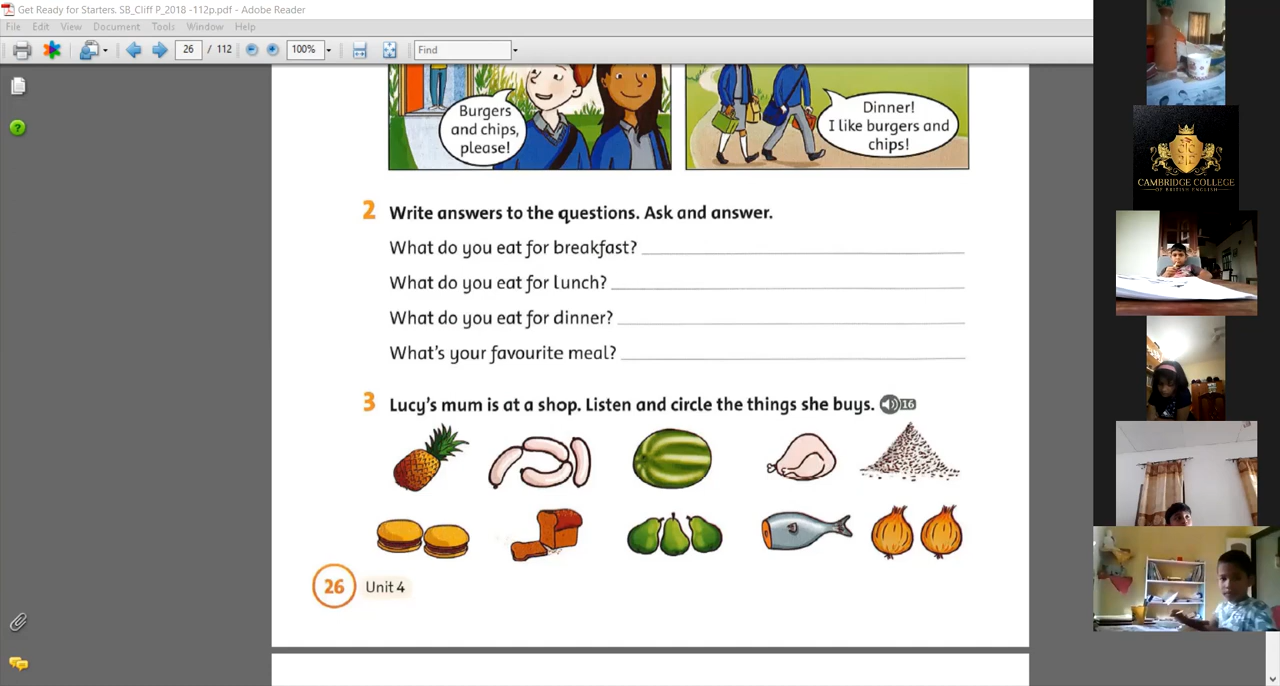 Get Ready for Starters. SB_Cliff P_2018 -112p.pdf - Adobe Reader
File Edit View Document Tools Window Help
26 / 112 100% Find
Burgers
and chips,
please!
Dinner!
I like burgers and
chips!
2 Write answers to the questions. Ask and answer.
What do you eat for breakfast?
What do you eat for lunch?
What do you eat for dinner?
What's your favourite meal?
3 Lucy's mum is at a shop. Listen and circle the things she buys. 16
26 Unit 4
CAMBRIDGE COLLEGE
OF BRITISH ENGLISH